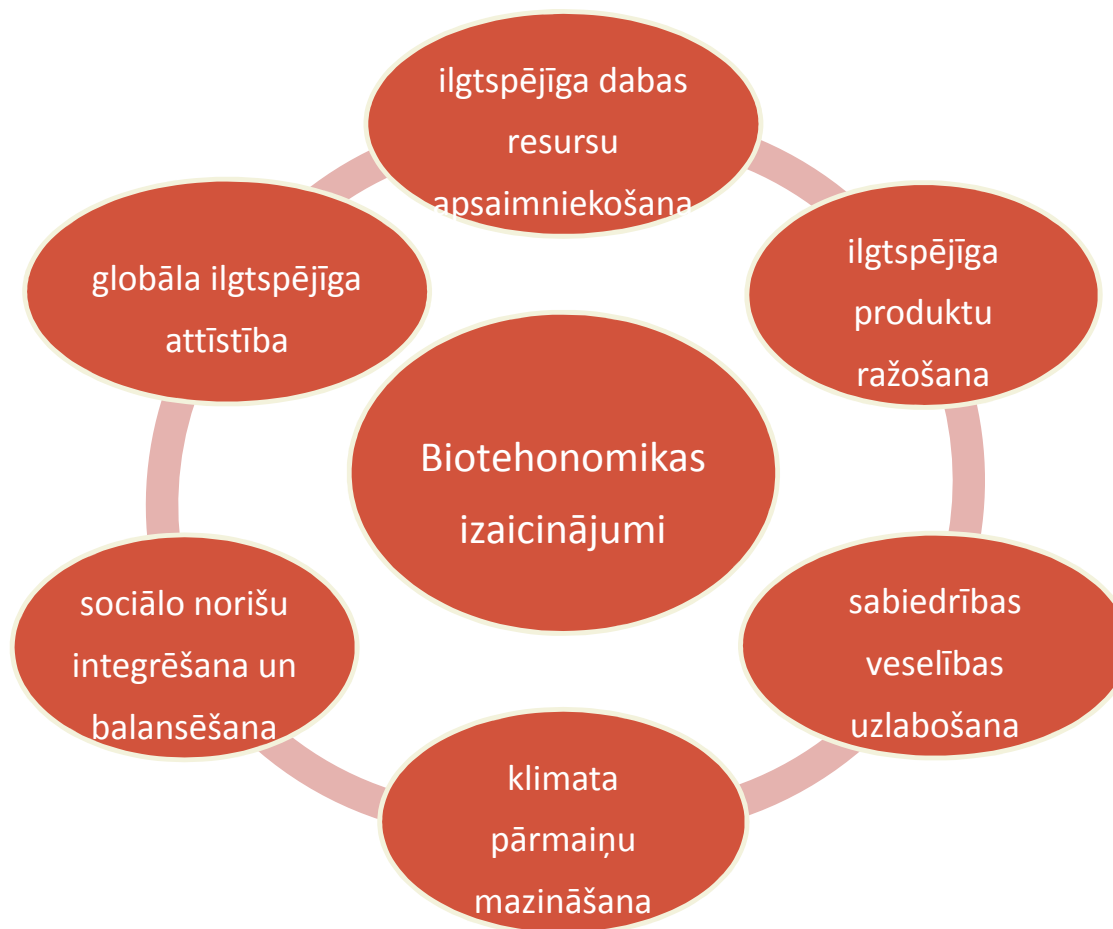 ilgtspējīga dabas
resursu
apsaimniekošana
ilgtspējīga
produktu
ražošana
sabiedrības
veselības
uzlabošana
klimata
pārmaiņu
mazināšana
sociālo norišu
integrēšana un
balansēšana
globāla ilgtspējīga
attīstība
Biotehonomikas
izaicinājumi